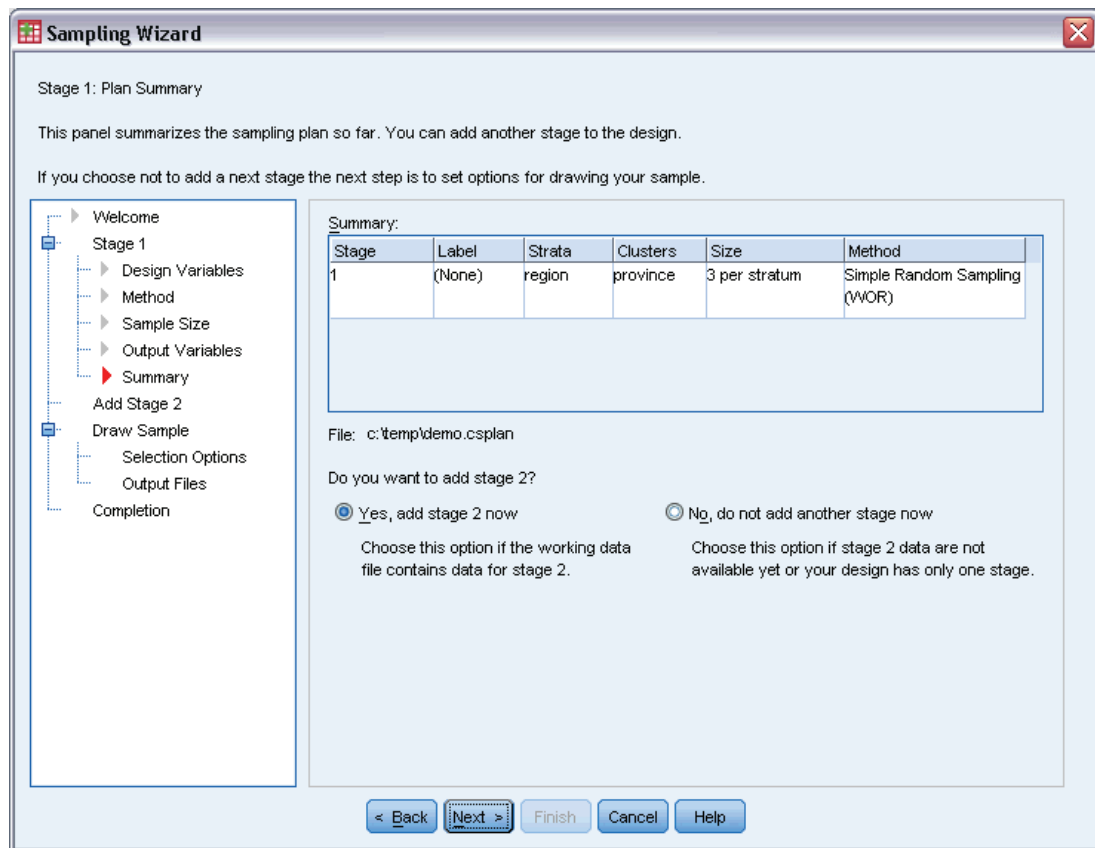 Sampling Wizard
Stage 1: Plan Summary
This panel summarizes the sampling plan so far. You can add another stage to the design.
If you choose not to add a next stage the next step is to set options for drawing your sample.
Welcome
Stage 1
Design Variables
Method
Sample Size
Output Variables
Summary
Add Stage 2
Draw Sample
Selection Options
Output Files
Completion
Summary:
Stage Label Strata Clusters Size Method
1 (None) region province 3 per stratum Simple Random Sampling
(WOR)
File: c:\temp\demo.csplan
Do you want to add stage 2?
Yes, add stage 2 now
Choose this option if the working data
file contains data for stage 2.
No, do not add another stage now
Choose this option if stage 2 data are not
available yet or your design has only one stage.
< Back Next > Finish Cancel Help